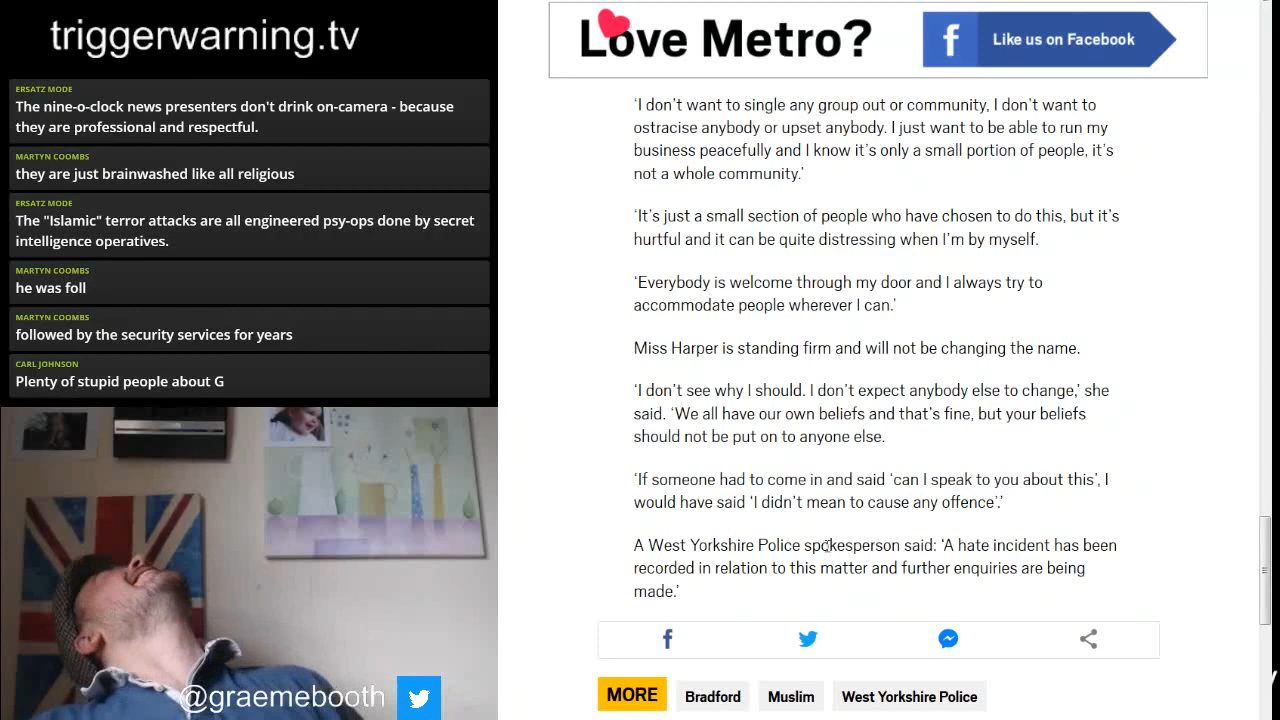 triggerwarning.tv
ERSATZ MODE
The nine-o-clock news presenters don't drink on-camera - because
they are professional and respectful.
MARTYN COOMBS
they are just brainwashed like all religious
ERSATZ MODE
The "Islamic" terror attacks are all engineered psy-ops done by secret
intelligence operatives.
MARTYN COOMBS
he was foll
MARTYN COOMBS
followed by the security services for years
CARL JOHNSON
Plenty of stupid people about G
@graemebooth
Love Metro?
f
Like us on Facebook
‘I don’t want to single any group out or community, I don’t want to
ostracise anybody or upset anybody. I just want to be able to run my
business peacefully and I know it’s only a small portion of people, it’s
not a whole community.’
‘It’s just a small section of people who have chosen to do this, but it’s
hurtful and it can be quite distressing when I’m by myself.
‘Everybody is welcome through my door and I always try to
accommodate people wherever I can.’
Miss Harper is standing firm and will not be changing the name.
‘I don’t see why I should. I don’t expect anybody else to change,’ she
said. ‘We all have our own beliefs and that’s fine, but your beliefs
should not be put on to anyone else.
‘If someone had to come in and said ‘can I speak to you about this’, I
would have said ‘I didn’t mean to cause any offence’.’
A West Yorkshire Police spokesperson said: ‘A hate incident has been
recorded in relation to this matter and further enquiries are being
made.’
f
MORE
Bradford
Muslim
West Yorkshire Police